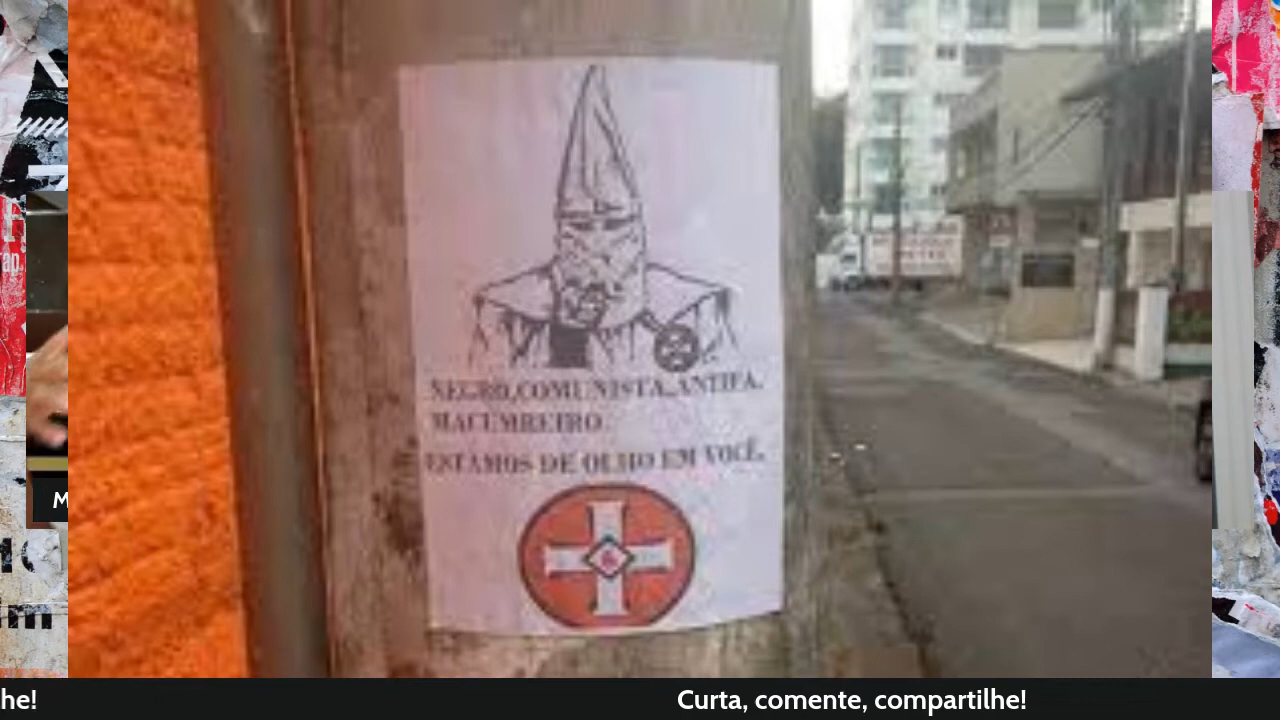 NEGRO,COMUNISTA,ANTIFA,
MACUMBEIRO
ESTAMOS DE OLHO EM VOCÊ.
he!
Curta, comente, compartilhe!